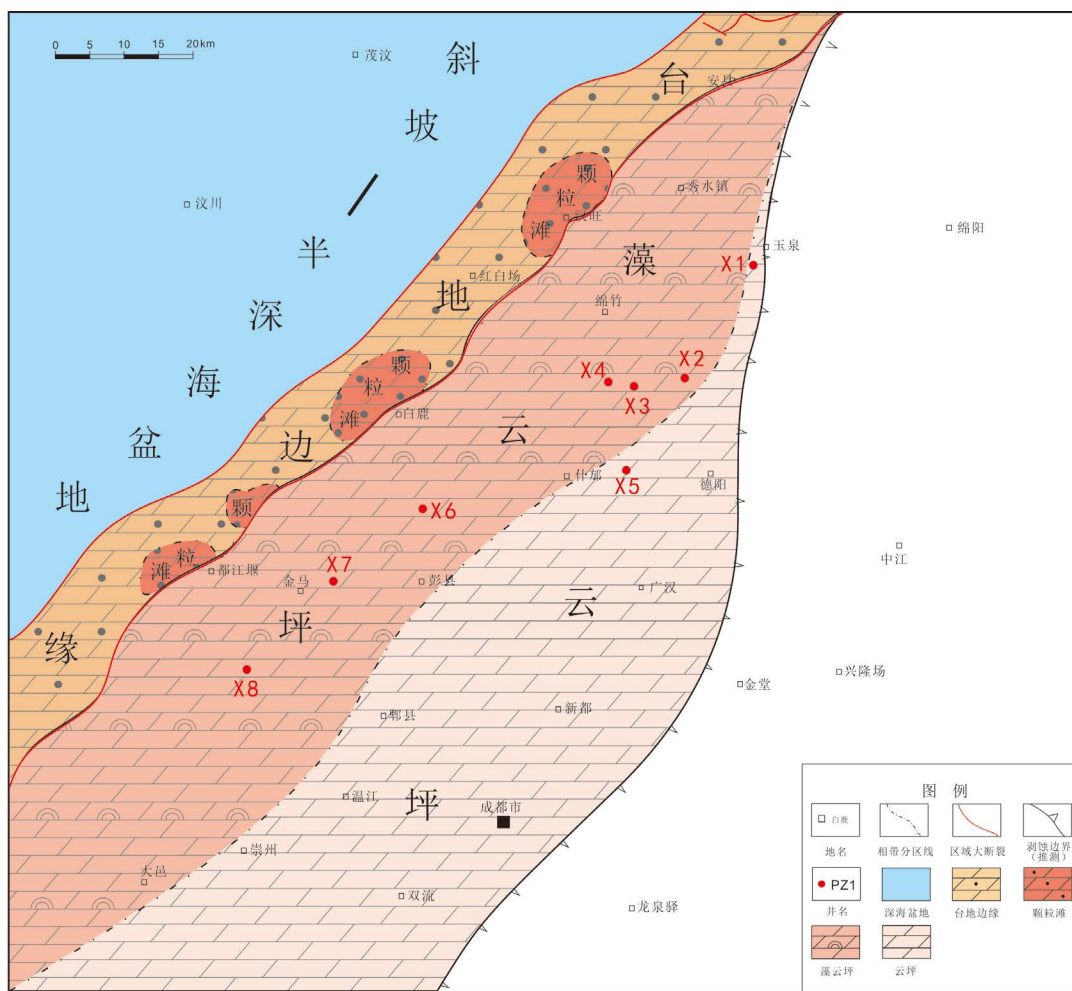 0 5 10 15 20km
茂汶
斜
坡
半
深
海
盆
地
汶川
台
地
边
缘
安县
颗
粒
滩
汉旺
秀水镇
绵阳
玉泉
X1
藻
云
坪
红白场
绵竹
X4
X3
X2
颗
粒
滩
白鹿
什邡
X5
德阳
X6
中江
颗
粒
滩
都江堰
金马
X7
彭县
广汉
云
坪
X8
兴隆场
金堂
郫县
新都
温江
成都市
崇州
大邑
双流
龙泉驿
图 例
白鹿
地名
相带分区线
区域大断裂
剥蚀边界
(推测)
PZ1
井名
深海盆地
台地边缘
颗粒滩
藻云坪
云坪